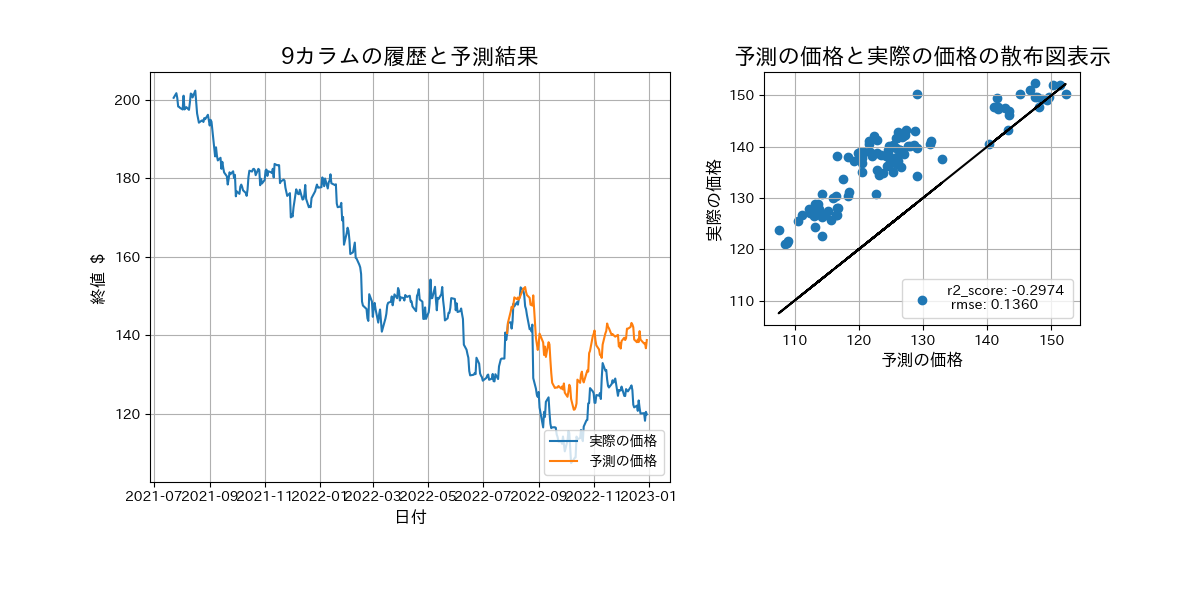 9カラムの履歴と予測結果
200
180
160
140
120
終値 $
2021-07 2021-09 2021-11 2022-01 2022-03 2022-05 2022-07 2022-09 2022-11 2023-01
日付
実際の価格
予測の価格
予測の価格と実際の価格の散布図表示
150
140
130
120
110
実際の価格
110 120 130 140 150
予測の価格
r2_score: -0.2974
rmse: 0.1360